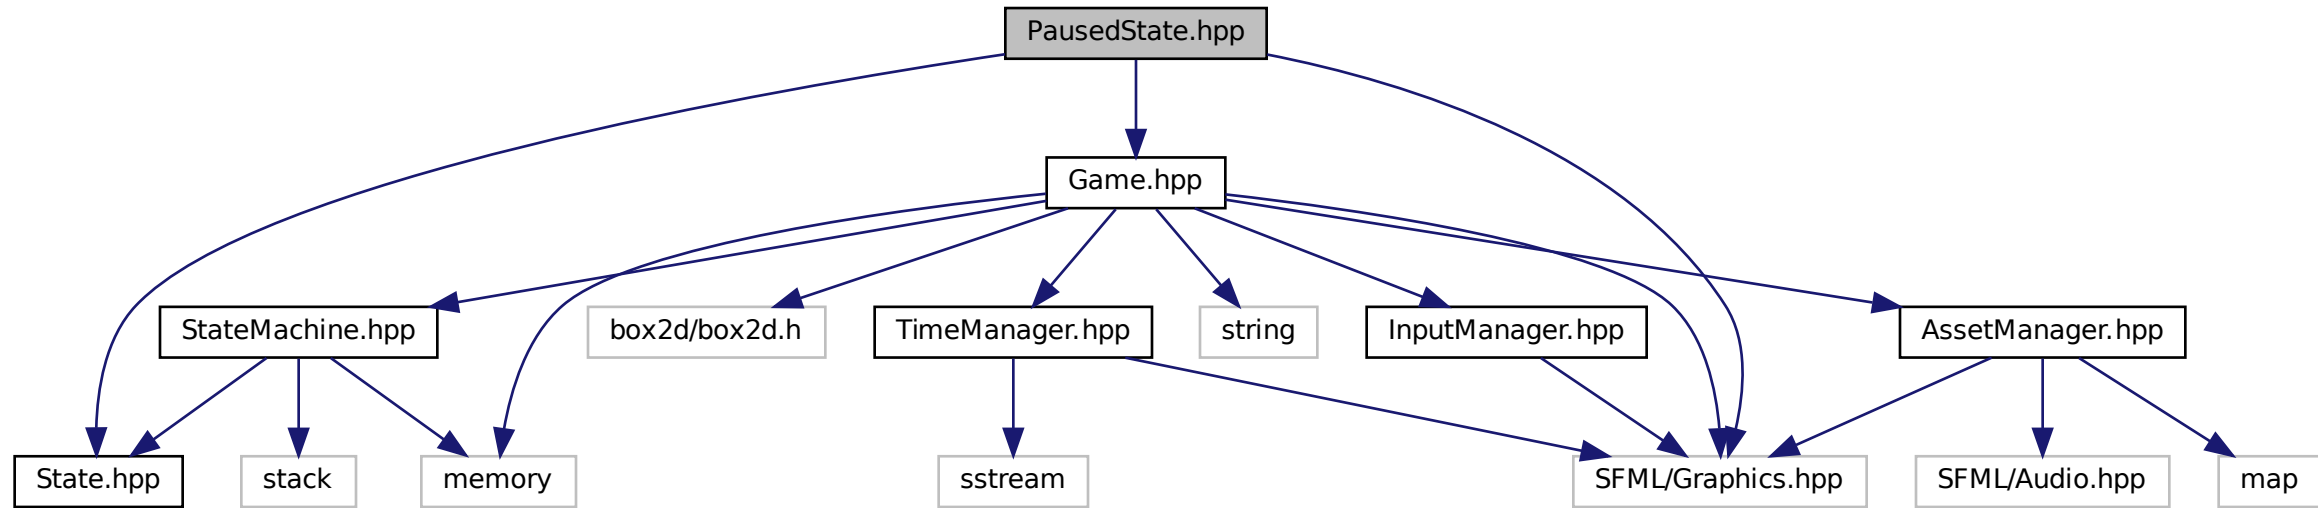 PausedState.hpp
Game.hpp
StateMachine.hpp
box2d/box2d.h
TimeManager.hpp
string
InputManager.hpp
AssetManager.hpp
State.hpp
stack
memory
sstream
SFML/Graphics.hpp
SFML/Audio.hpp
map